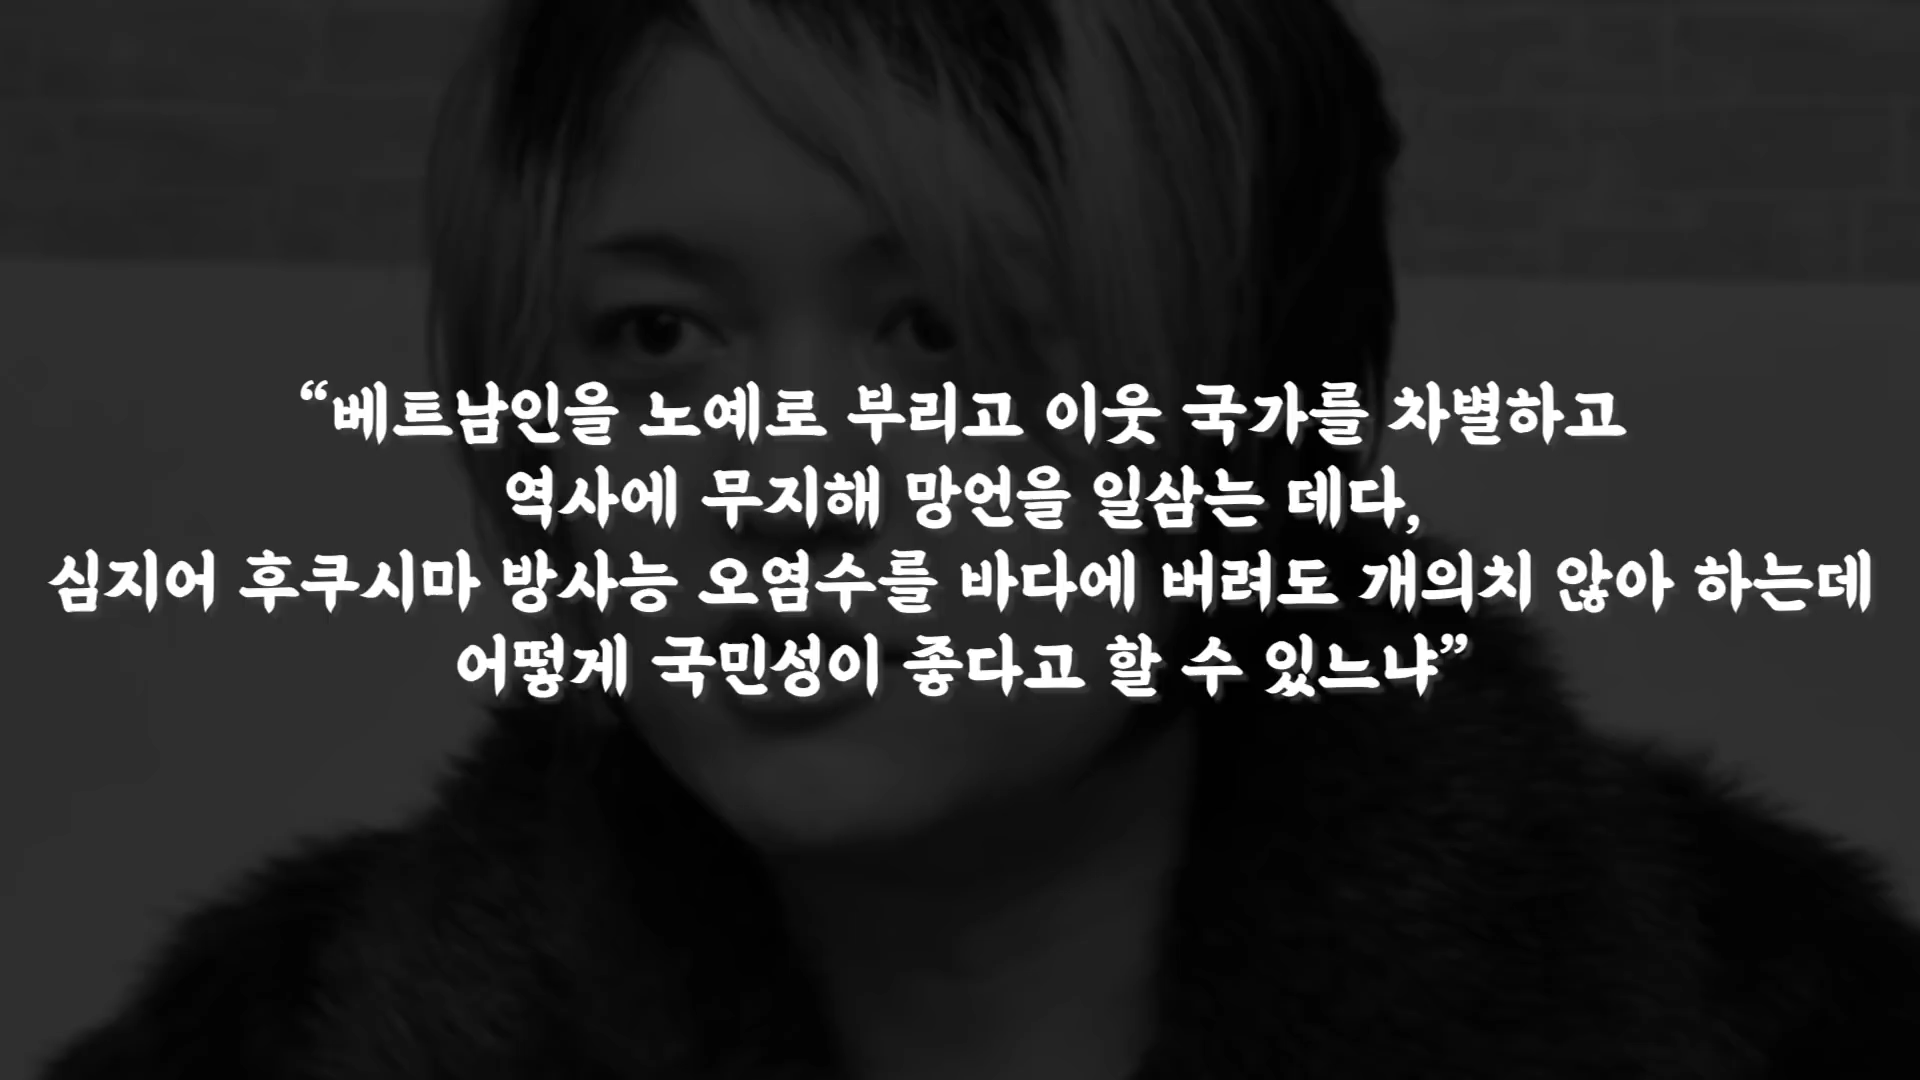 “베트남인을 노예로 부리고 이웃 국가를 차별하고
역사에 무지해 망언을 일삼는 데다,
심지어 후쿠시마 방사능 오염수를 바다에 버려도 개의치 않아 하는데
어떻게 국민성이 좋다고 할 수 있느냐”